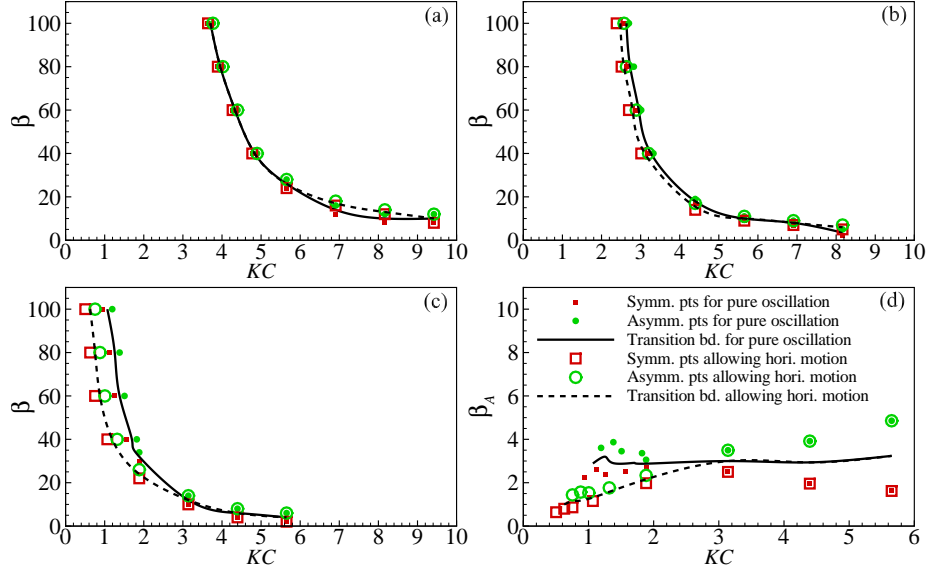 (a)
100
80
60
40
20
0
β
0 1 2 3 4 5 6 7 8 9 10
KC
(b)
100
80
60
40
20
0
β
0 1 2 3 4 5 6 7 8 9 10
KC
(c)
100
80
60
40
20
0
β
0 1 2 3 4 5 6 7 8 9 10
KC
(d)
Symm. pts for pure oscillation
Asymm. pts for pure oscillation
Transition bd. for pure oscillation
Symm. pts allowing hori. motion
Asymm. pts allowing hori. motion
Transition bd. allowing hori. motion
10
8
6
4
2
0
βA
0 1 2 3 4 5 6
KC